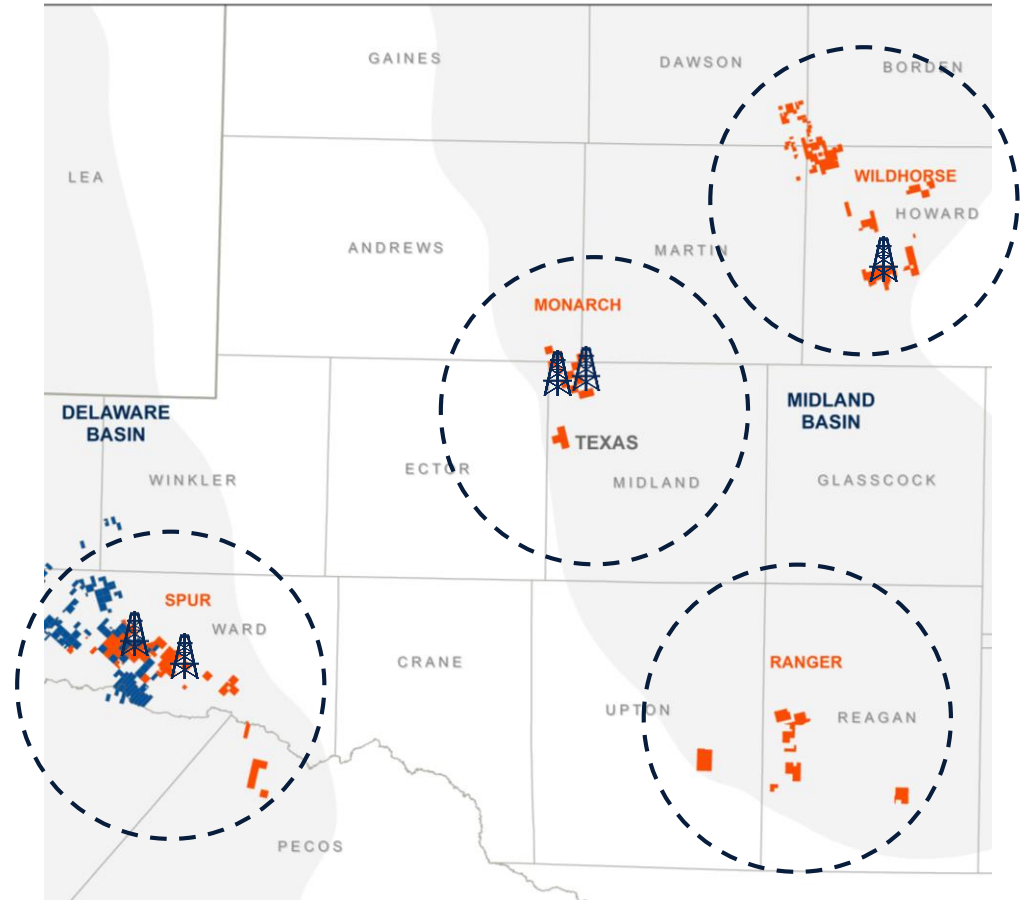 GAINES
DAWSON
BORDEN
LEA
WILDHORSE
HOWARD
ANDREWS
MARTIN
MONARCH
DELAWARE
BASIN
MIDLAND
BASIN
TEXAS
ECTOR
WINKLER
MIDLAND
GLASSCOCK
SPUR
WARD
CRANE
RANGER
UPTON
REAGAN
PECOS